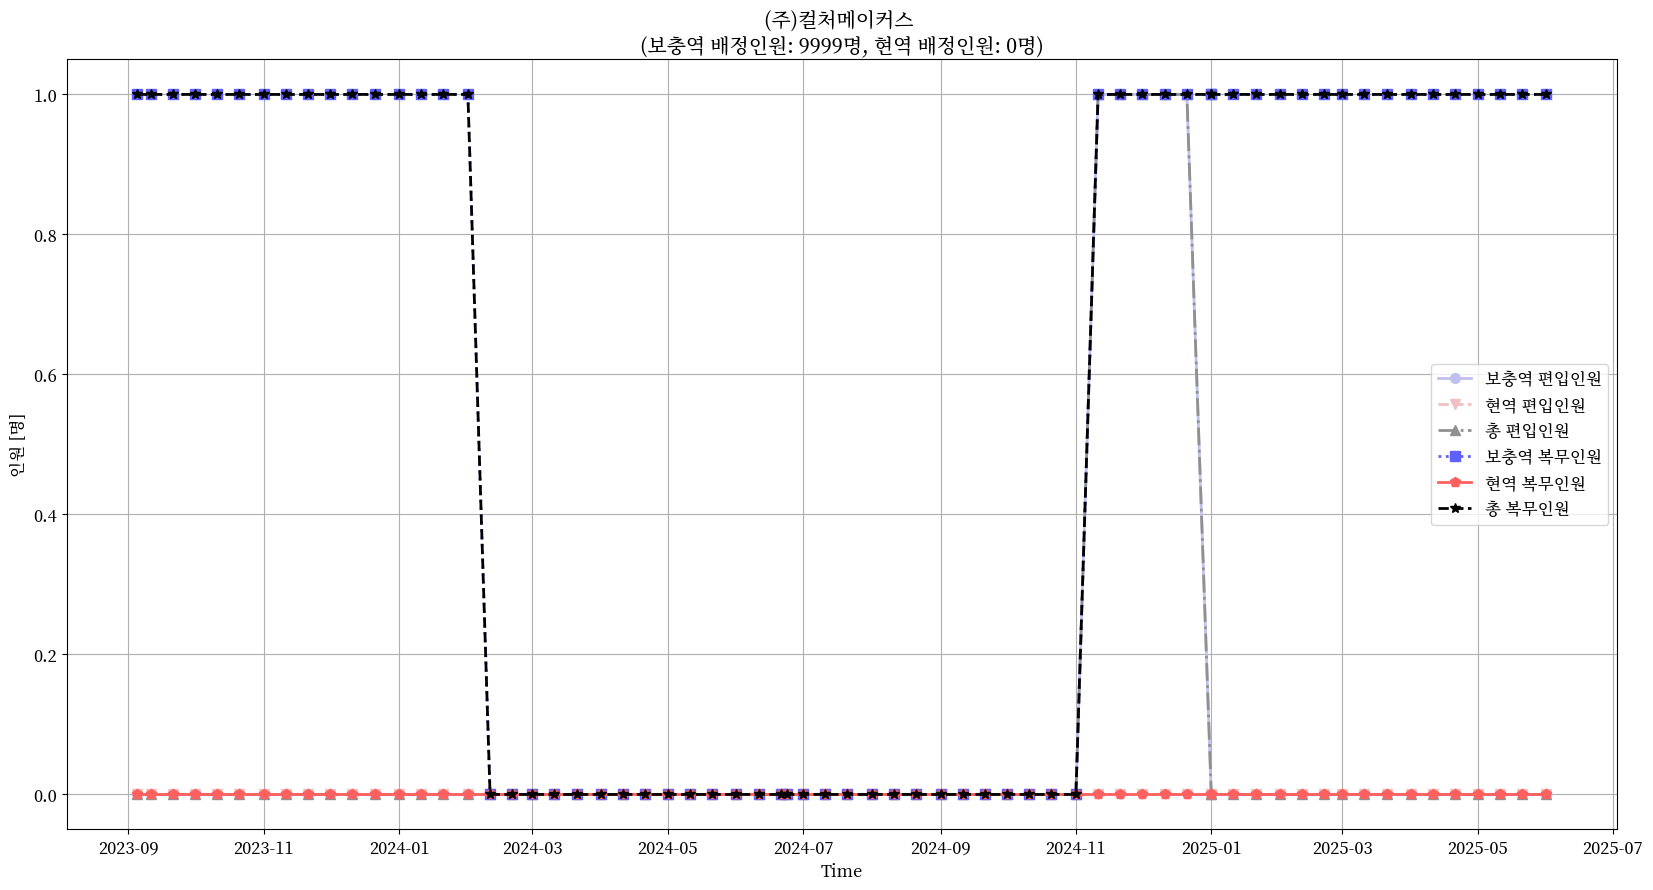 (주)컬처메이커스
(보충역 배정인원: 9999명, 현역 배정인원: 0명)
인원 [명]
1.0
0.8
0.6
0.4
0.2
0.0
보충역 편입인원
현역 편입인원
총 편입인원
보충역 복무인원
현역 복무인원
총 복무인원
2023-09 2023-11 2024-01 2024-03 2024-05 2024-07 2024-09 2024-11 2025-01 2025-03 2025-05 2025-07
Time